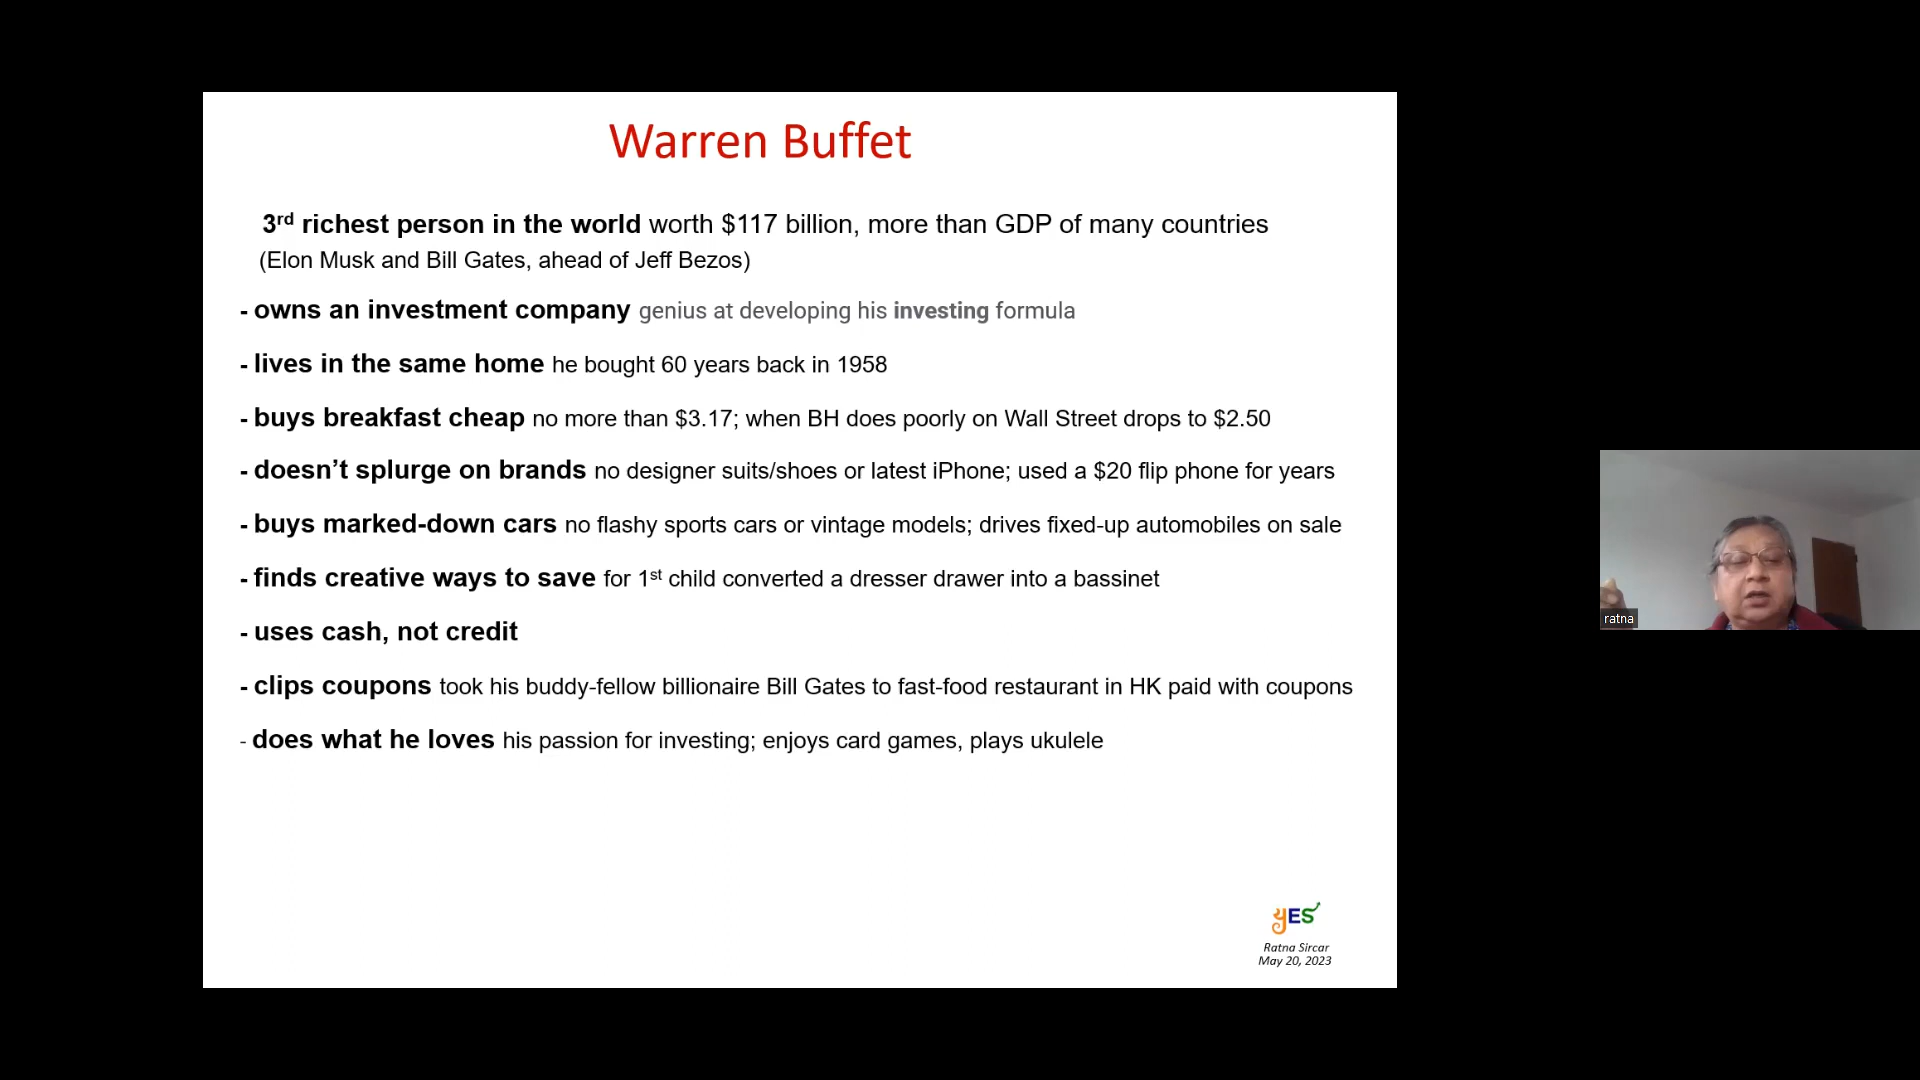 Warren Buffet
3rd richest person in the world worth $117 billion, more than GDP of many countries
(Elon Musk and Bill Gates, ahead of Jeff Bezos)
- owns an investment company genius at developing his investing formula
- lives in the same home he bought 60 years back in 1958
- buys breakfast cheap no more than $3.17; when BH does poorly on Wall Street drops to $2.50
- doesn’t splurge on brands no designer suits/shoes or latest iPhone; used a $20 flip phone for years
- buys marked-down cars no flashy sports cars or vintage models; drives fixed-up automobiles on sale
- finds creative ways to save for 1st child converted a dresser drawer into a bassinet
- uses cash, not credit
- clips coupons took his buddy-fellow billionaire Bill Gates to fast-food restaurant in HK paid with coupons
- does what he loves his passion for investing; enjoys card games, plays ukulele
yES
Ratna Sircar
May 20, 2023
ratna